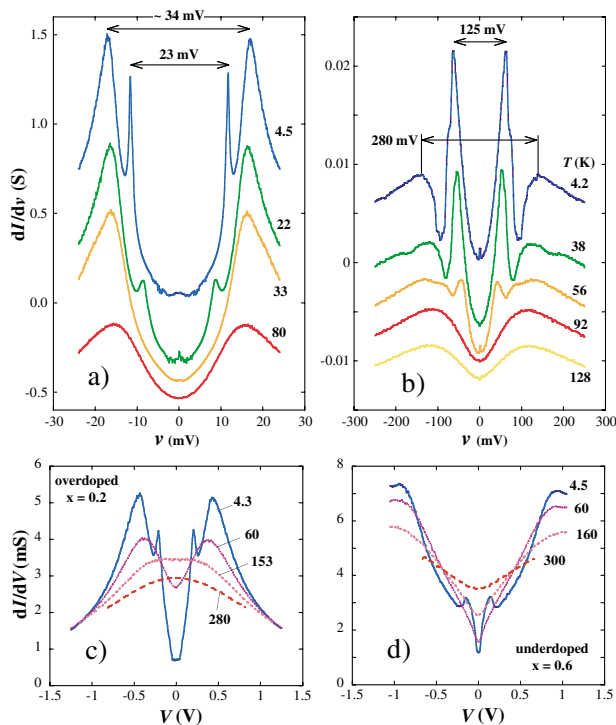 ~ 34 mV
23 mV
4.5
22
33
80
a)
dI/dv (S)
1.5
1.0
0.5
0.0
-0.5
-30 -20 -10 0 10 20 30
v (mV)
125 mV
280 mV
T (K)
4.2
38
56
92
128
b)
0.02
0.01
0
-0.01
-300 -200 -100 0 100 200 300
v (mV)
overdoped
x = 0.2
4.3
60
153
280
c)
dI/dV (mS)
6
5
4
3
2
1
0
-1.5 -1 -0.5 0 0.5 1 1.5
V (V)
4.5
60
160
300
d)
underdoped
x = 0.6
8
6
4
2
0
-1.5 -1 -0.5 0 0.5 1 1.5
V (V)